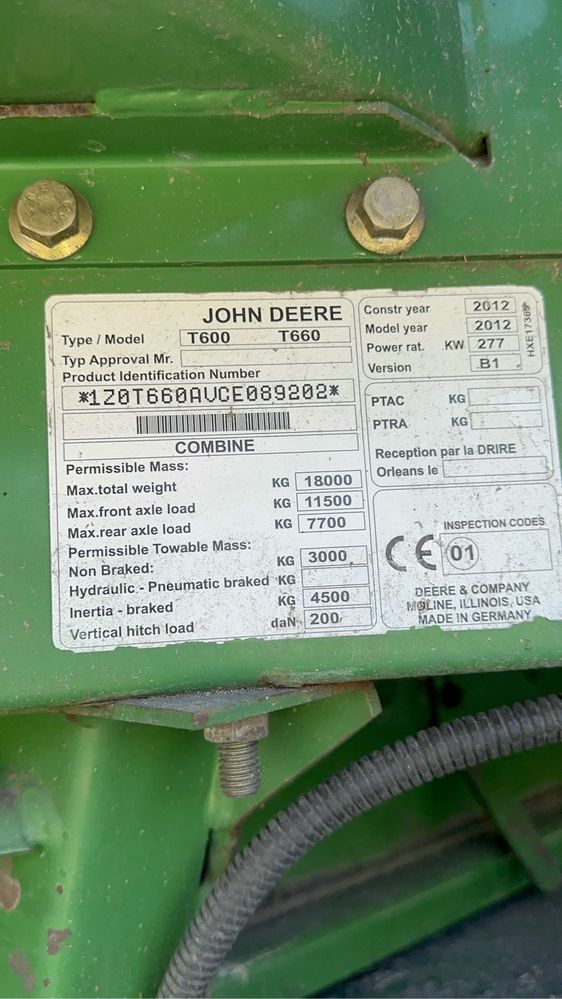 JOHN DEERE
Type / Model T600 T660
Typ Approval Mr.
Product Identification Number
*1Z0T660AVCE089202*
COMBINE
Permissible Mass:
Max.total weight KG 18000
Max.front axle load KG 11500
Max.rear axle load KG 7700
Permissible Towable Mass:
Non Braked: KG 3000
Hydraulic - Pneumatic braked KG
Inertia - braked KG 4500
Vertical hitch load daN 200
Constr year 2012
Model year 2012
Power rat. KW 277
Version B1
HXE17369
PTAC KG
PTRA KG
Reception par la DRIRE
Orleans le
INSPECTION CODES
CE 01
DEERE & COMPANY
MOLINE, ILLINOIS, USA
MADE IN GERMANY